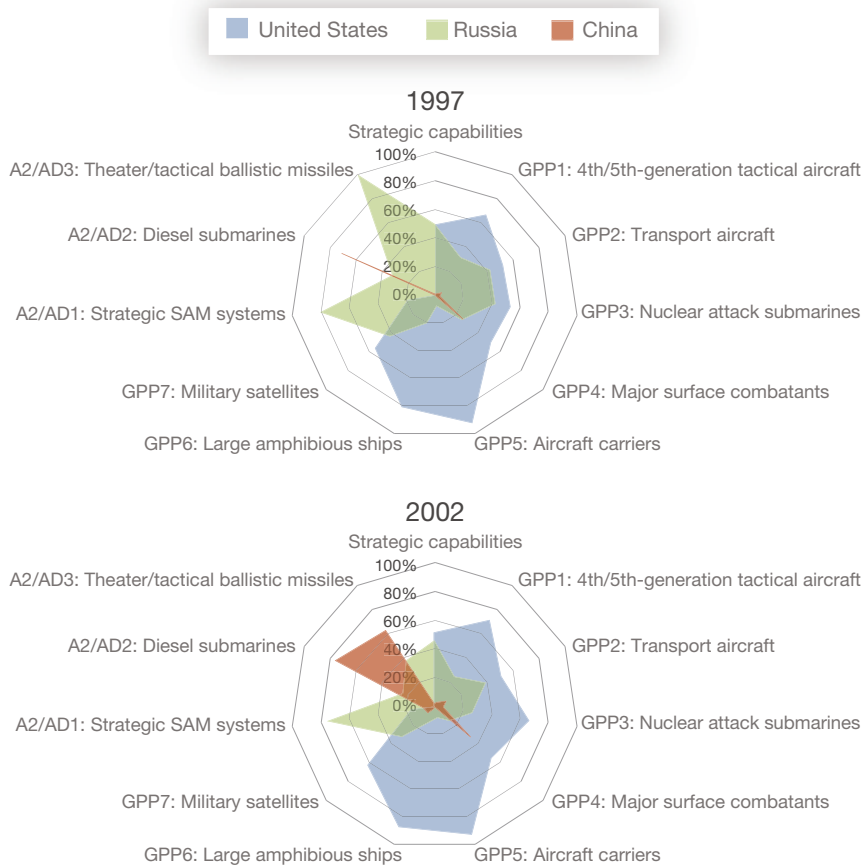 United States Russia China
1997
Strategic capabilities
100%
A2/AD3: Theater/tactical ballistic missiles
GPP1: 4th/5th-generation tactical aircraft
80%
60%
A2/AD2: Diesel submarines
GPP2: Transport aircraft
40%
20%
0%
A2/AD1: Strategic SAM systems
GPP3: Nuclear attack submarines
GPP7: Military satellites
GPP4: Major surface combatants
GPP6: Large amphibious ships
GPP5: Aircraft carriers
2002
Strategic capabilities
100%
A2/AD3: Theater/tactical ballistic missiles
GPP1: 4th/5th-generation tactical aircraft
80%
60%
A2/AD2: Diesel submarines
GPP2: Transport aircraft
40%
20%
0%
A2/AD1: Strategic SAM systems
GPP3: Nuclear attack submarines
GPP7: Military satellites
GPP4: Major surface combatants
GPP6: Large amphibious ships
GPP5: Aircraft carriers